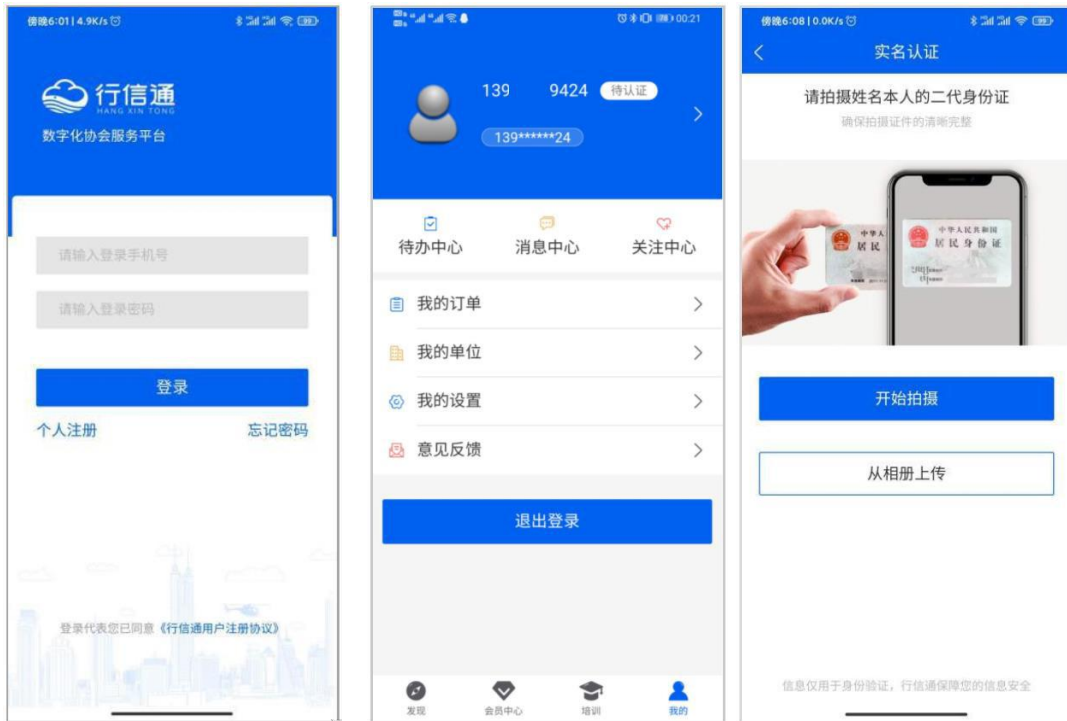 傍晚6:01 | 4.9K/s
99
行信通
HANG XIN TONG
数字化协会服务平台
请输入登录手机号
请输入登录密码
登录
个人注册
忘记密码
登录代表您已同意《行信通用户注册协议》
00:21
139 9424 待认证
139******24
待办中心
消息中心
关注中心
我的订单
我的单位
我的设置
意见反馈
退出登录
发现
会员中心
培训
我的
傍晚6:08 | 0.0K/s
99
实名认证
请拍摄姓名本人的二代身份证
确保拍摄证件的清晰完整
中华人
居民
中华人民共和国
居民身份证
开始拍摄
从相册上传
信息仅用于身份验证，行信通保障您的信息安全